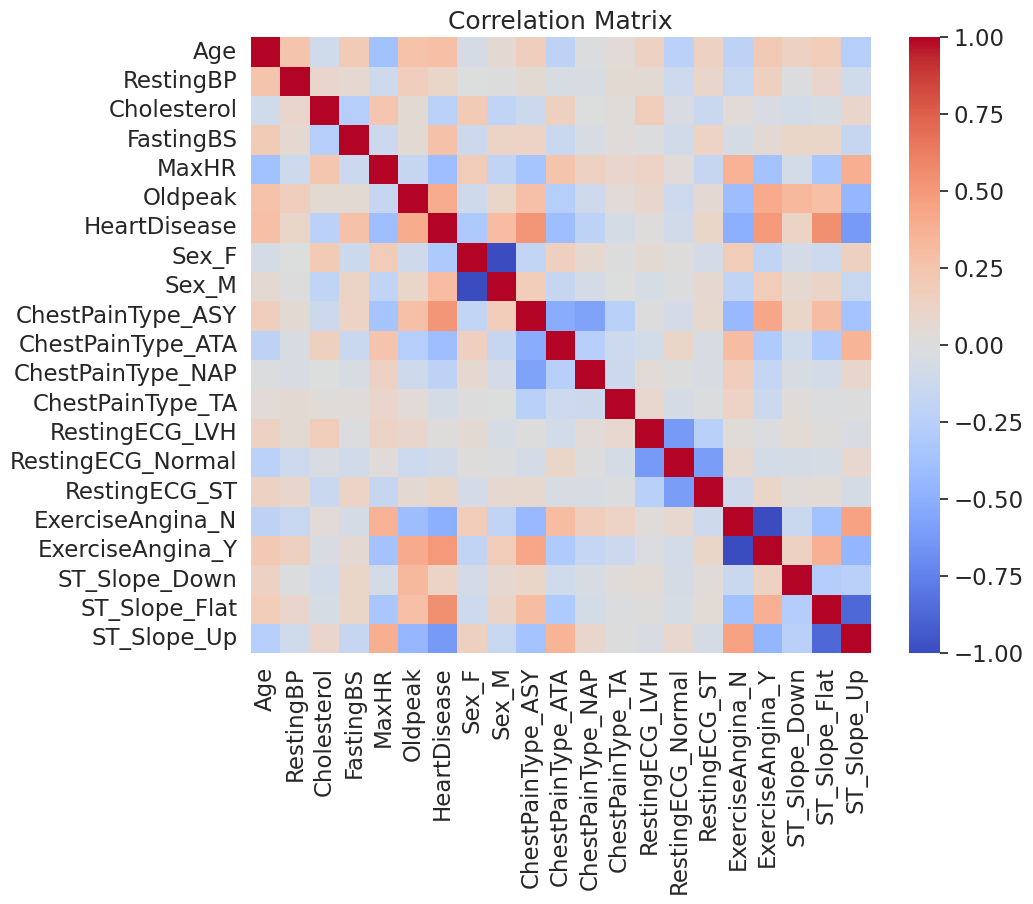 Correlation Matrix
Age
RestingBP
Cholesterol
FastingBS
MaxHR
Oldpeak
HeartDisease
Sex_F
Sex_M
ChestPainType_ASY
ChestPainType_ATA
ChestPainType_NAP
ChestPainType_TA
RestingECG_LVH
RestingECG_Normal
RestingECG_ST
ExerciseAngina_N
ExerciseAngina_Y
ST_Slope_Down
ST_Slope_Flat
ST_Slope_Up
Age
RestingBP
Cholesterol
FastingBS
MaxHR
Oldpeak
HeartDisease
Sex_F
Sex_M
ChestPainType_ASY
ChestPainType_ATA
ChestPainType_NAP
ChestPainType_TA
RestingECG_LVH
RestingECG_Normal
RestingECG_ST
ExerciseAngina_N
ExerciseAngina_Y
ST_Slope_Down
ST_Slope_Flat
ST_Slope_Up
1.00
0.75
0.50
0.25
0.00
−0.25
−0.50
−0.75
−1.00